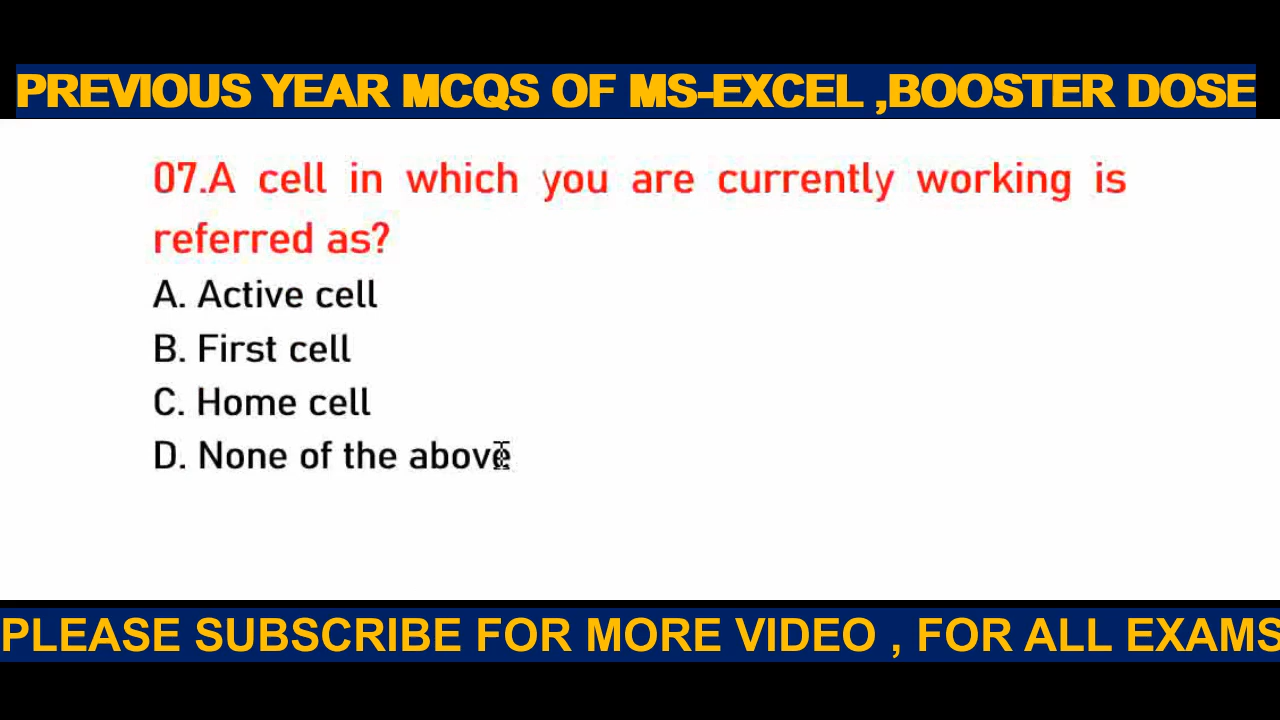 PREVIOUS YEAR MCQS OF MS-EXCEL ,BOOSTER DOSE
07.A cell in which you are currently working is
referred as?
A. Active cell
B. First cell
C. Home cell
D. None of the above
PLEASE SUBSCRIBE FOR MORE VIDEO , FOR ALL EXAMS